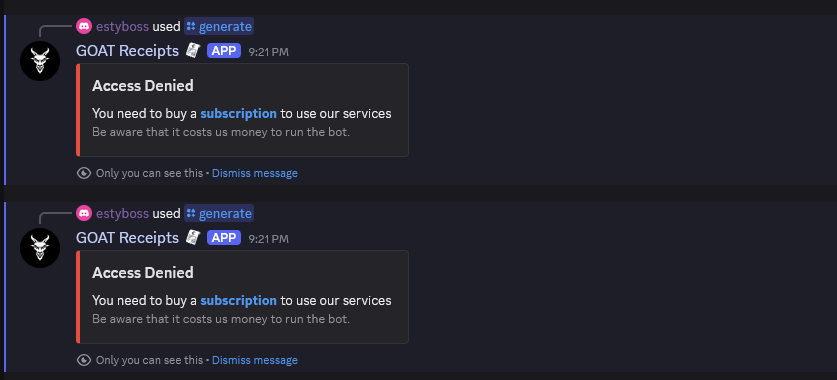 estyboss used generate
GOAT Receipts APP 9:21 PM
Access Denied
You need to buy a subscription to use our services
Be aware that it costs us money to run the bot.
Only you can see this • Dismiss message
estyboss used generate
GOAT Receipts APP 9:21 PM
Access Denied
You need to buy a subscription to use our services
Be aware that it costs us money to run the bot.
Only you can see this • Dismiss message